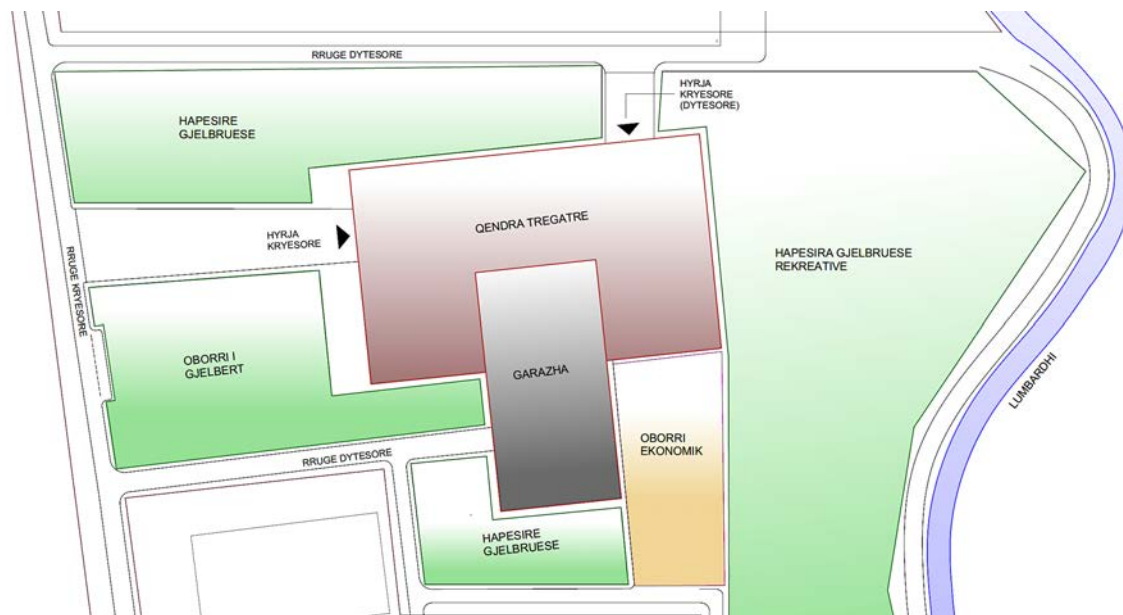 RRUGE DYTESORE
HAPESIRE
GJELBRUESE
HYRJA
KRYESORE
(DYTESORE)
QENDRA TREGATRE
HYRJA
KRYESORE
HAPESIRA GJELBRUESE
REKREATIVE
RRUGE KRYESORE
OBORRI I
GJELBERT
GARAZHA
LUMBARDHI
OBORRI
EKONOMIK
RRUGE DYTESORE
HAPESIRE
GJELBRUESE